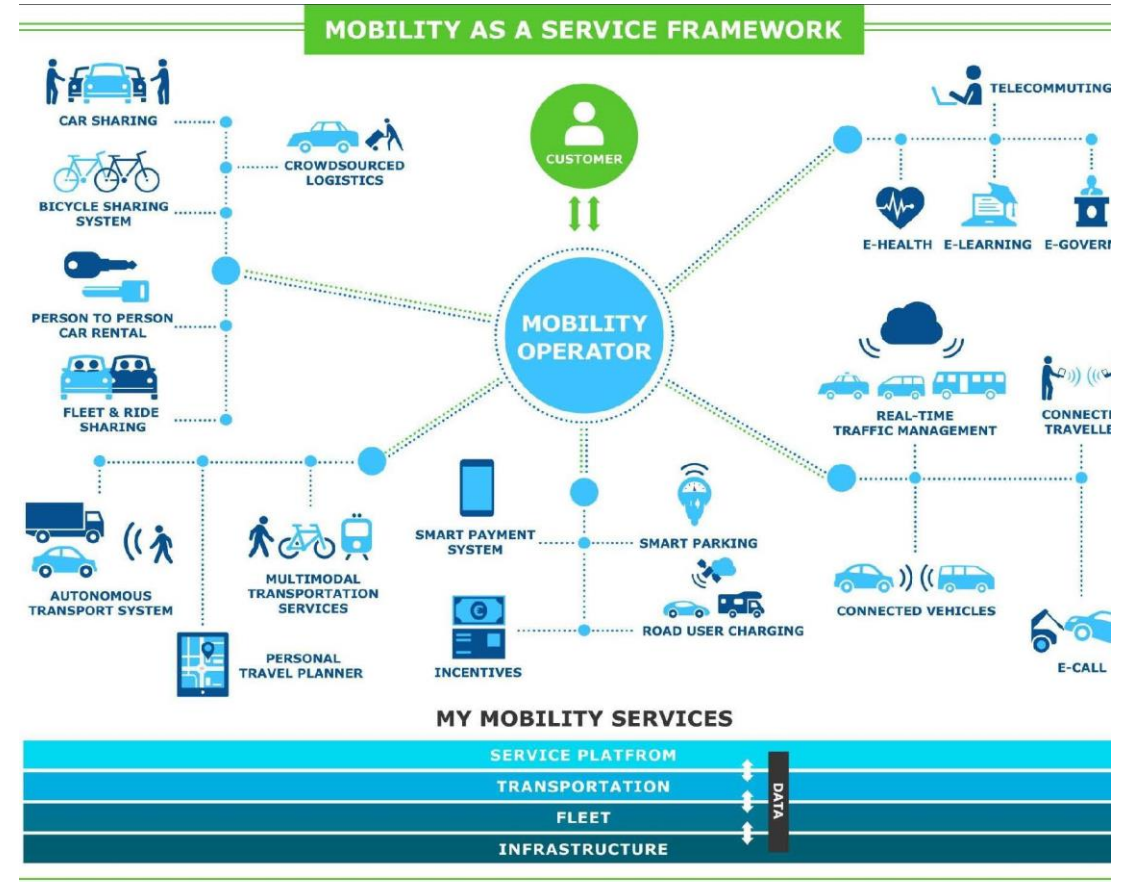 MOBILITY AS A SERVICE FRAMEWORK
CAR SHARING
CROWDSOURCED
LOGISTICS
BICYCLE SHARING
SYSTEM
PERSON TO PERSON
CAR RENTAL
FLEET & RIDE
SHARING
CUSTOMER
MOBILITY
OPERATOR
TELECOMMUTING
E-HEALTH
E-LEARNING
E-GOVERN
REAL-TIME
TRAFFIC MANAGEMENT
CONNECTE
TRAVELLE
CONNECTED VEHICLES
E-CALL
AUTONOMOUS
TRANSPORT SYSTEM
MULTIMODAL
TRANSPORTATION
SERVICES
PERSONAL
TRAVEL PLANNER
SMART PAYMENT
SYSTEM
SMART PARKING
INCENTIVES
ROAD USER CHARGING
MY MOBILITY SERVICES
SERVICE PLATFROM
TRANSPORTATION
FLEET
INFRASTRUCTURE
DATA